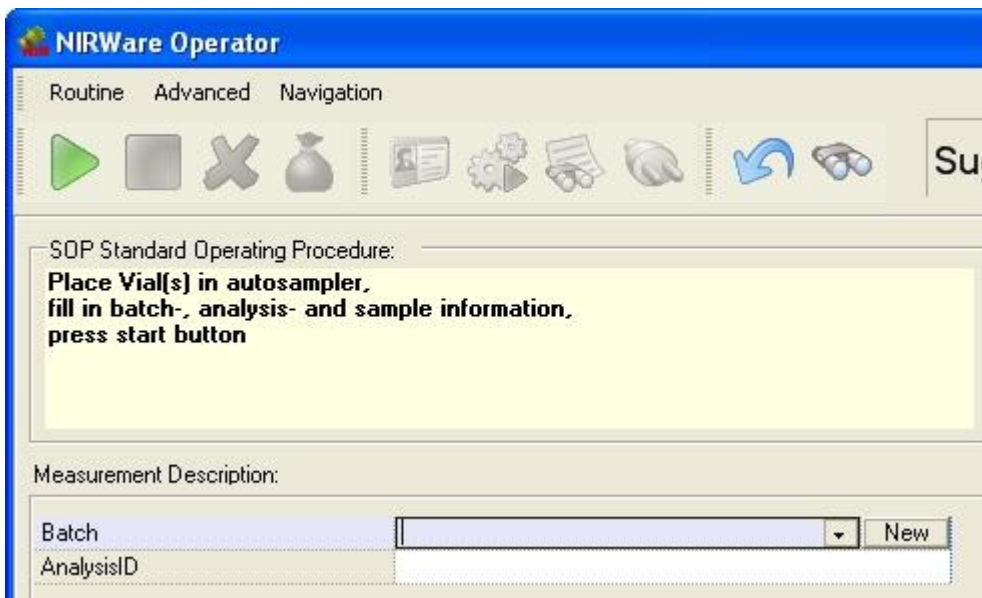 NIRWare Operator
Routine Advanced Navigation
SOP Standard Operating Procedure:
Place Vial(s) in autosampler,
fill in batch-, analysis- and sample information,
press start button
Measurement Description:
Batch New
AnalysisID